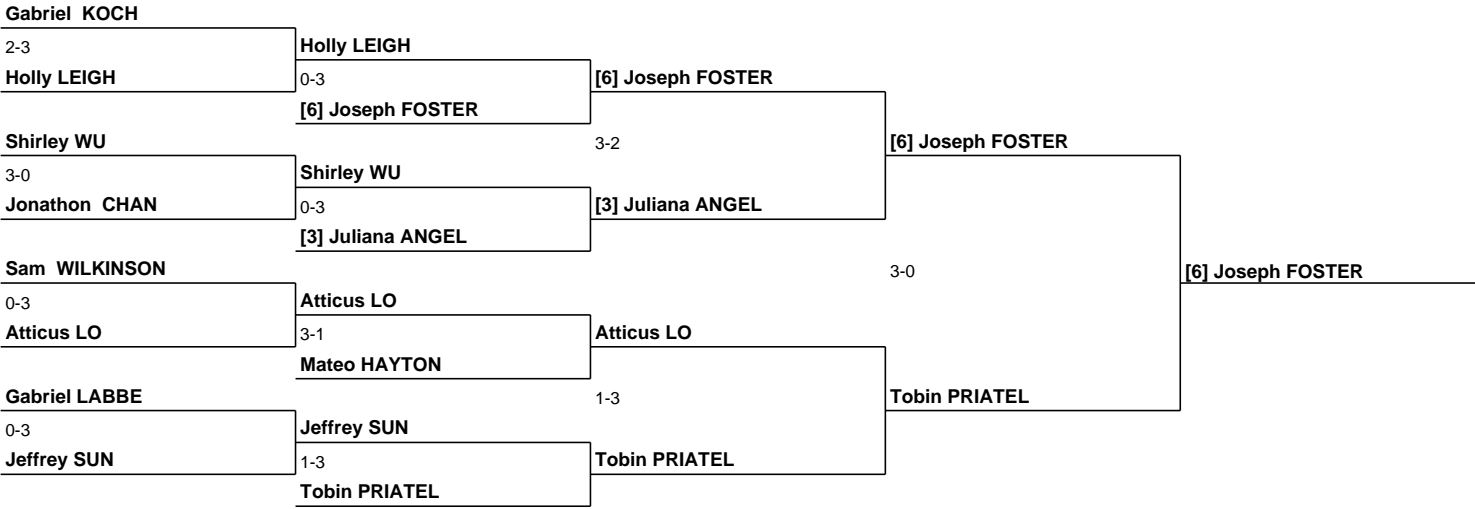 Gabriel  KOCH
2-3
Holly LEIGH
Holly LEIGH
0-3
[6] Joseph FOSTER
[6] Joseph FOSTER
Shirley WU
3-2
[6] Joseph FOSTER
3-0
Shirley WU
Jonathon  CHAN
0-3
[3] Juliana ANGEL
[3] Juliana ANGEL
Sam  WILKINSON
3-0
[6] Joseph FOSTER
0-3
Atticus LO
Atticus LO
3-1
Atticus LO
Mateo HAYTON
Gabriel LABBE
1-3
Tobin PRIATEL
0-3
Jeffrey SUN
Jeffrey SUN
1-3
Tobin PRIATEL
Tobin PRIATEL